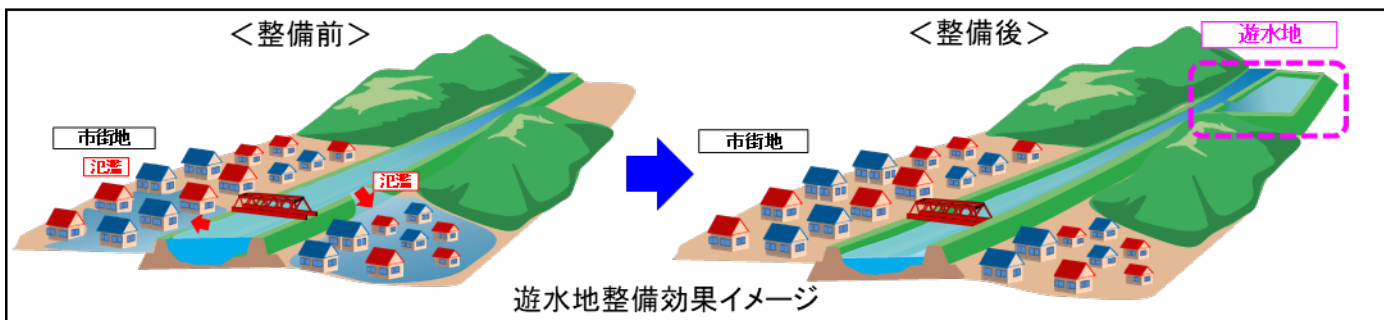 ＜整備前＞
市街地
氾濫
氾濫
＜整備後＞
遊水地
市街地
遊水地整備効果イメージ